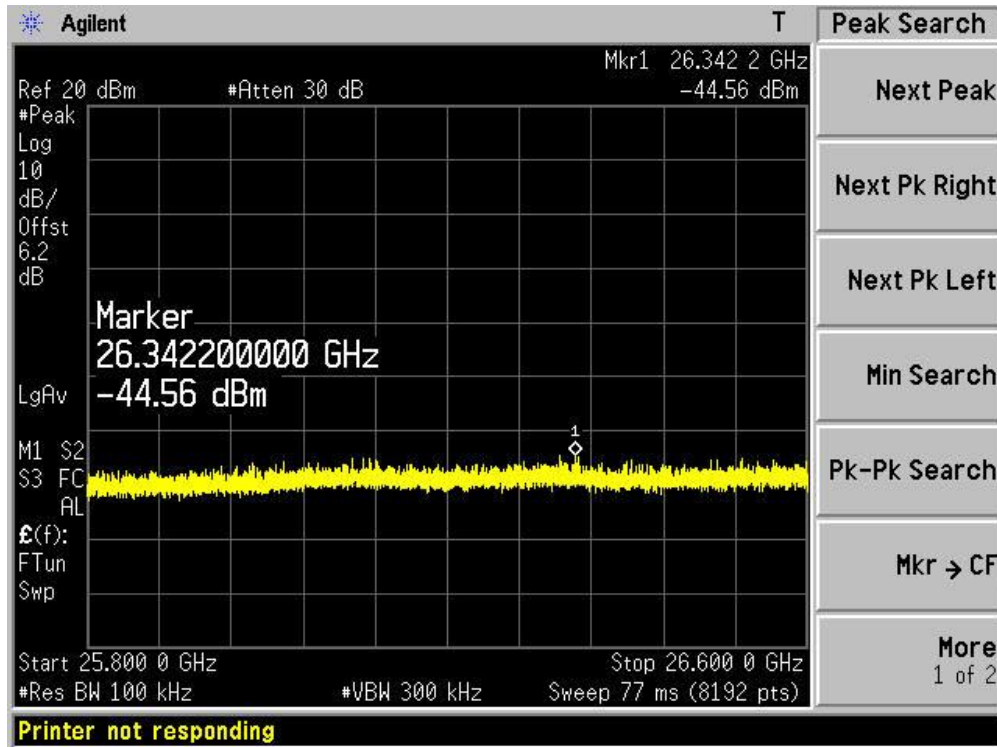 Agilent T Peak Search
Mkr1 26.342 2 GHz
Ref 20 dBm #Atten 30 dB -44.56 dBm
#Peak
Log
10
dB/
Offst
6.2
dB
Marker
26.342200000 GHz
-44.56 dBm
LgAv
1
M1 S2
S3 FC
AL
£(f):
FTun
Swp
Start 25.800 0 GHz Stop 26.600 0 GHz
#Res BW 100 kHz #VBW 300 kHz Sweep 77 ms (8192 pts)
Printer not responding
Next Peak
Next Pk Right
Next Pk Left
Min Search
Pk-Pk Search
Mkr → CF
More
1 of 2